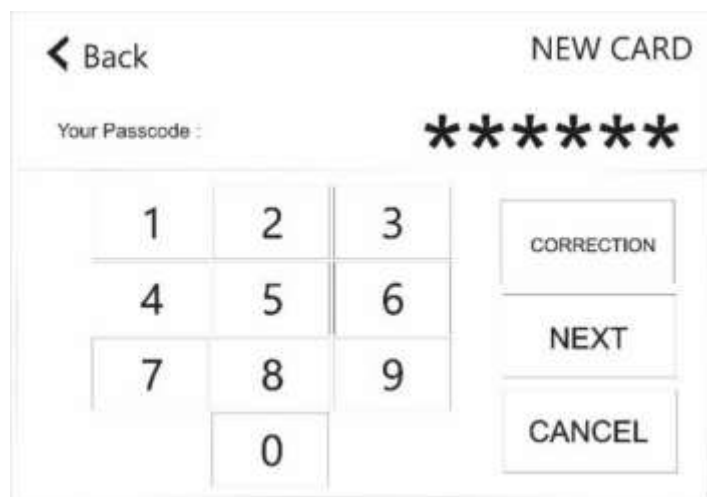 Back
NEW CARD
Your Passcode :
******
1 2 3
CORRECTION
4 5 6
NEXT
7 8 9
CANCEL
0